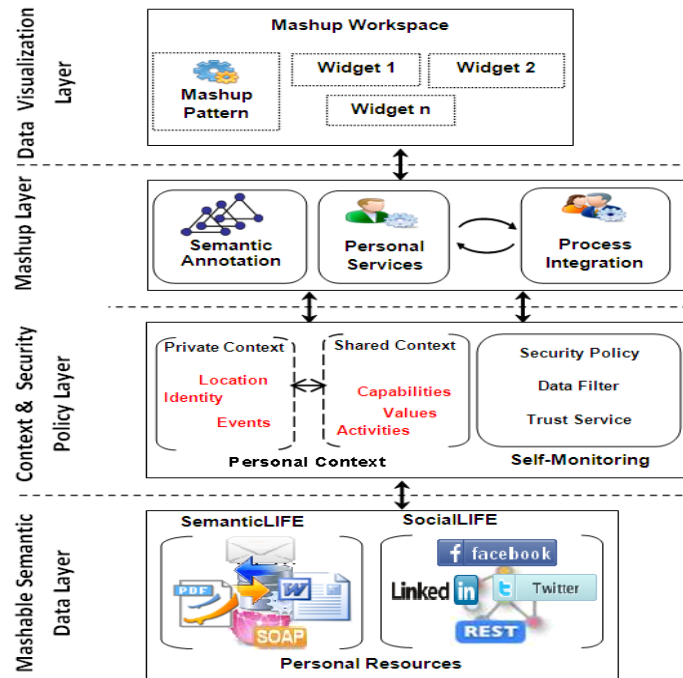 Data Visualization
Layer
Mashup Workspace
Mashup
Pattern
Widget 1
Widget 2
Widget n
Mashup Layer
Semantic
Annotation
Personal
Services
Process
Integration
Context & Security
Policy Layer
Private Context
Location
Identity
Events
Shared Context
Capabilities
Values
Activities
Personal Context
Security Policy
Data Filter
Trust Service
Self-Monitoring
Mashable Semantic
Data Layer
SemanticLIFE
PDF
W
SOAP
SocialLIFE
f facebook
Linked in
t Twitter
REST
Personal Resources